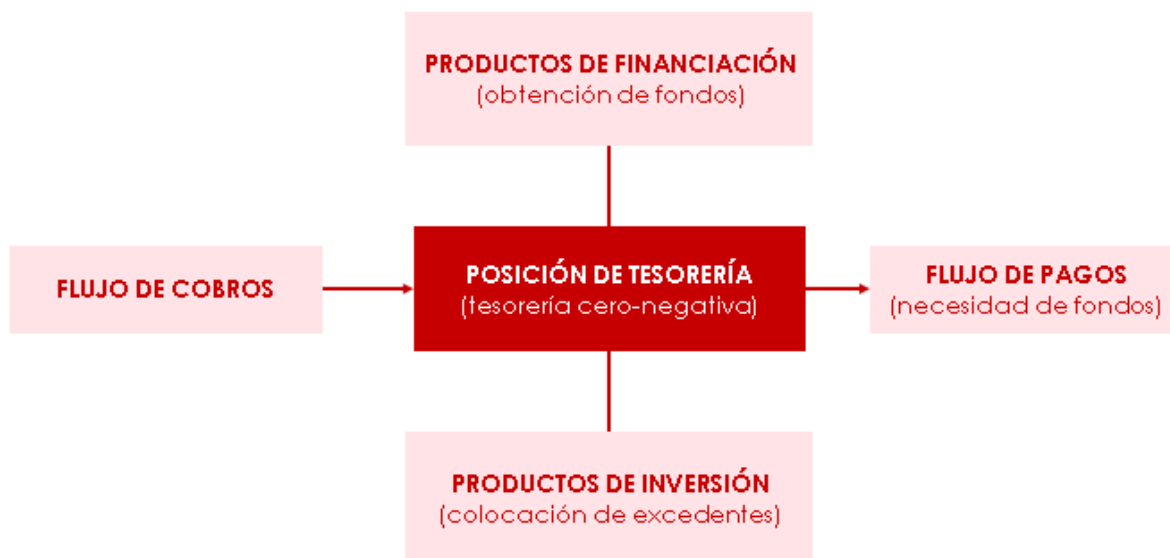 PRODUCTOS DE FINANCIACIÓN
(obtención de fondos)
FLUJO DE COBROS
POSICIÓN DE TESORERÍA
(tesorería cero-negativa)
FLUJO DE PAGOS
(necesidad de fondos)
PRODUCTOS DE INVERSIÓN
(colocación de excedentes)